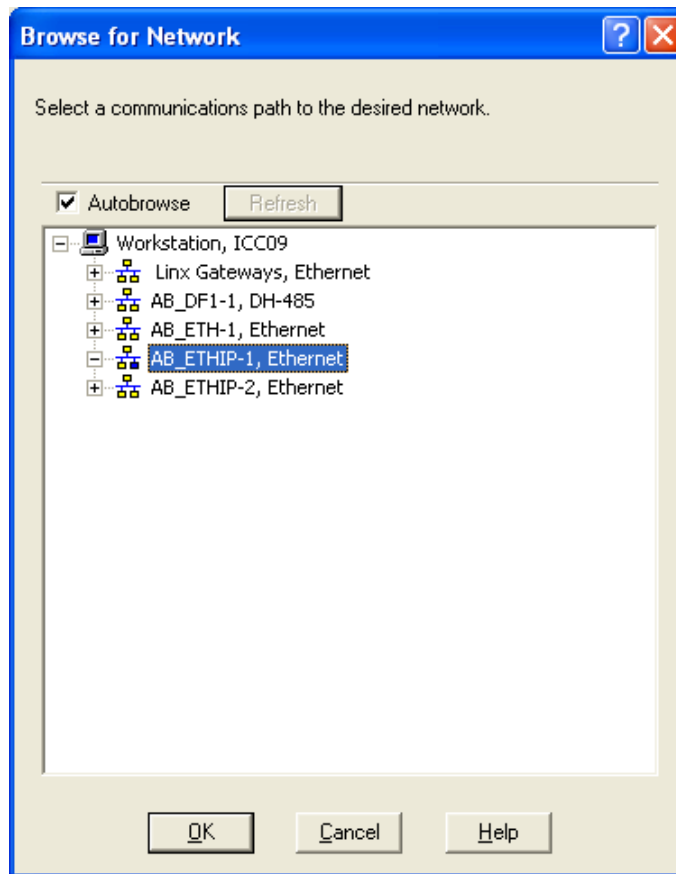 Browse for Network
Select a communications path to the desired network.
Autobrowse Refresh
Workstation, ICC09
Linx Gateways, Ethernet
AB_DF1-1, DH-485
AB_ETH-1, Ethernet
AB_ETHIP-1, Ethernet
AB_ETHIP-2, Ethernet
OK Cancel Help